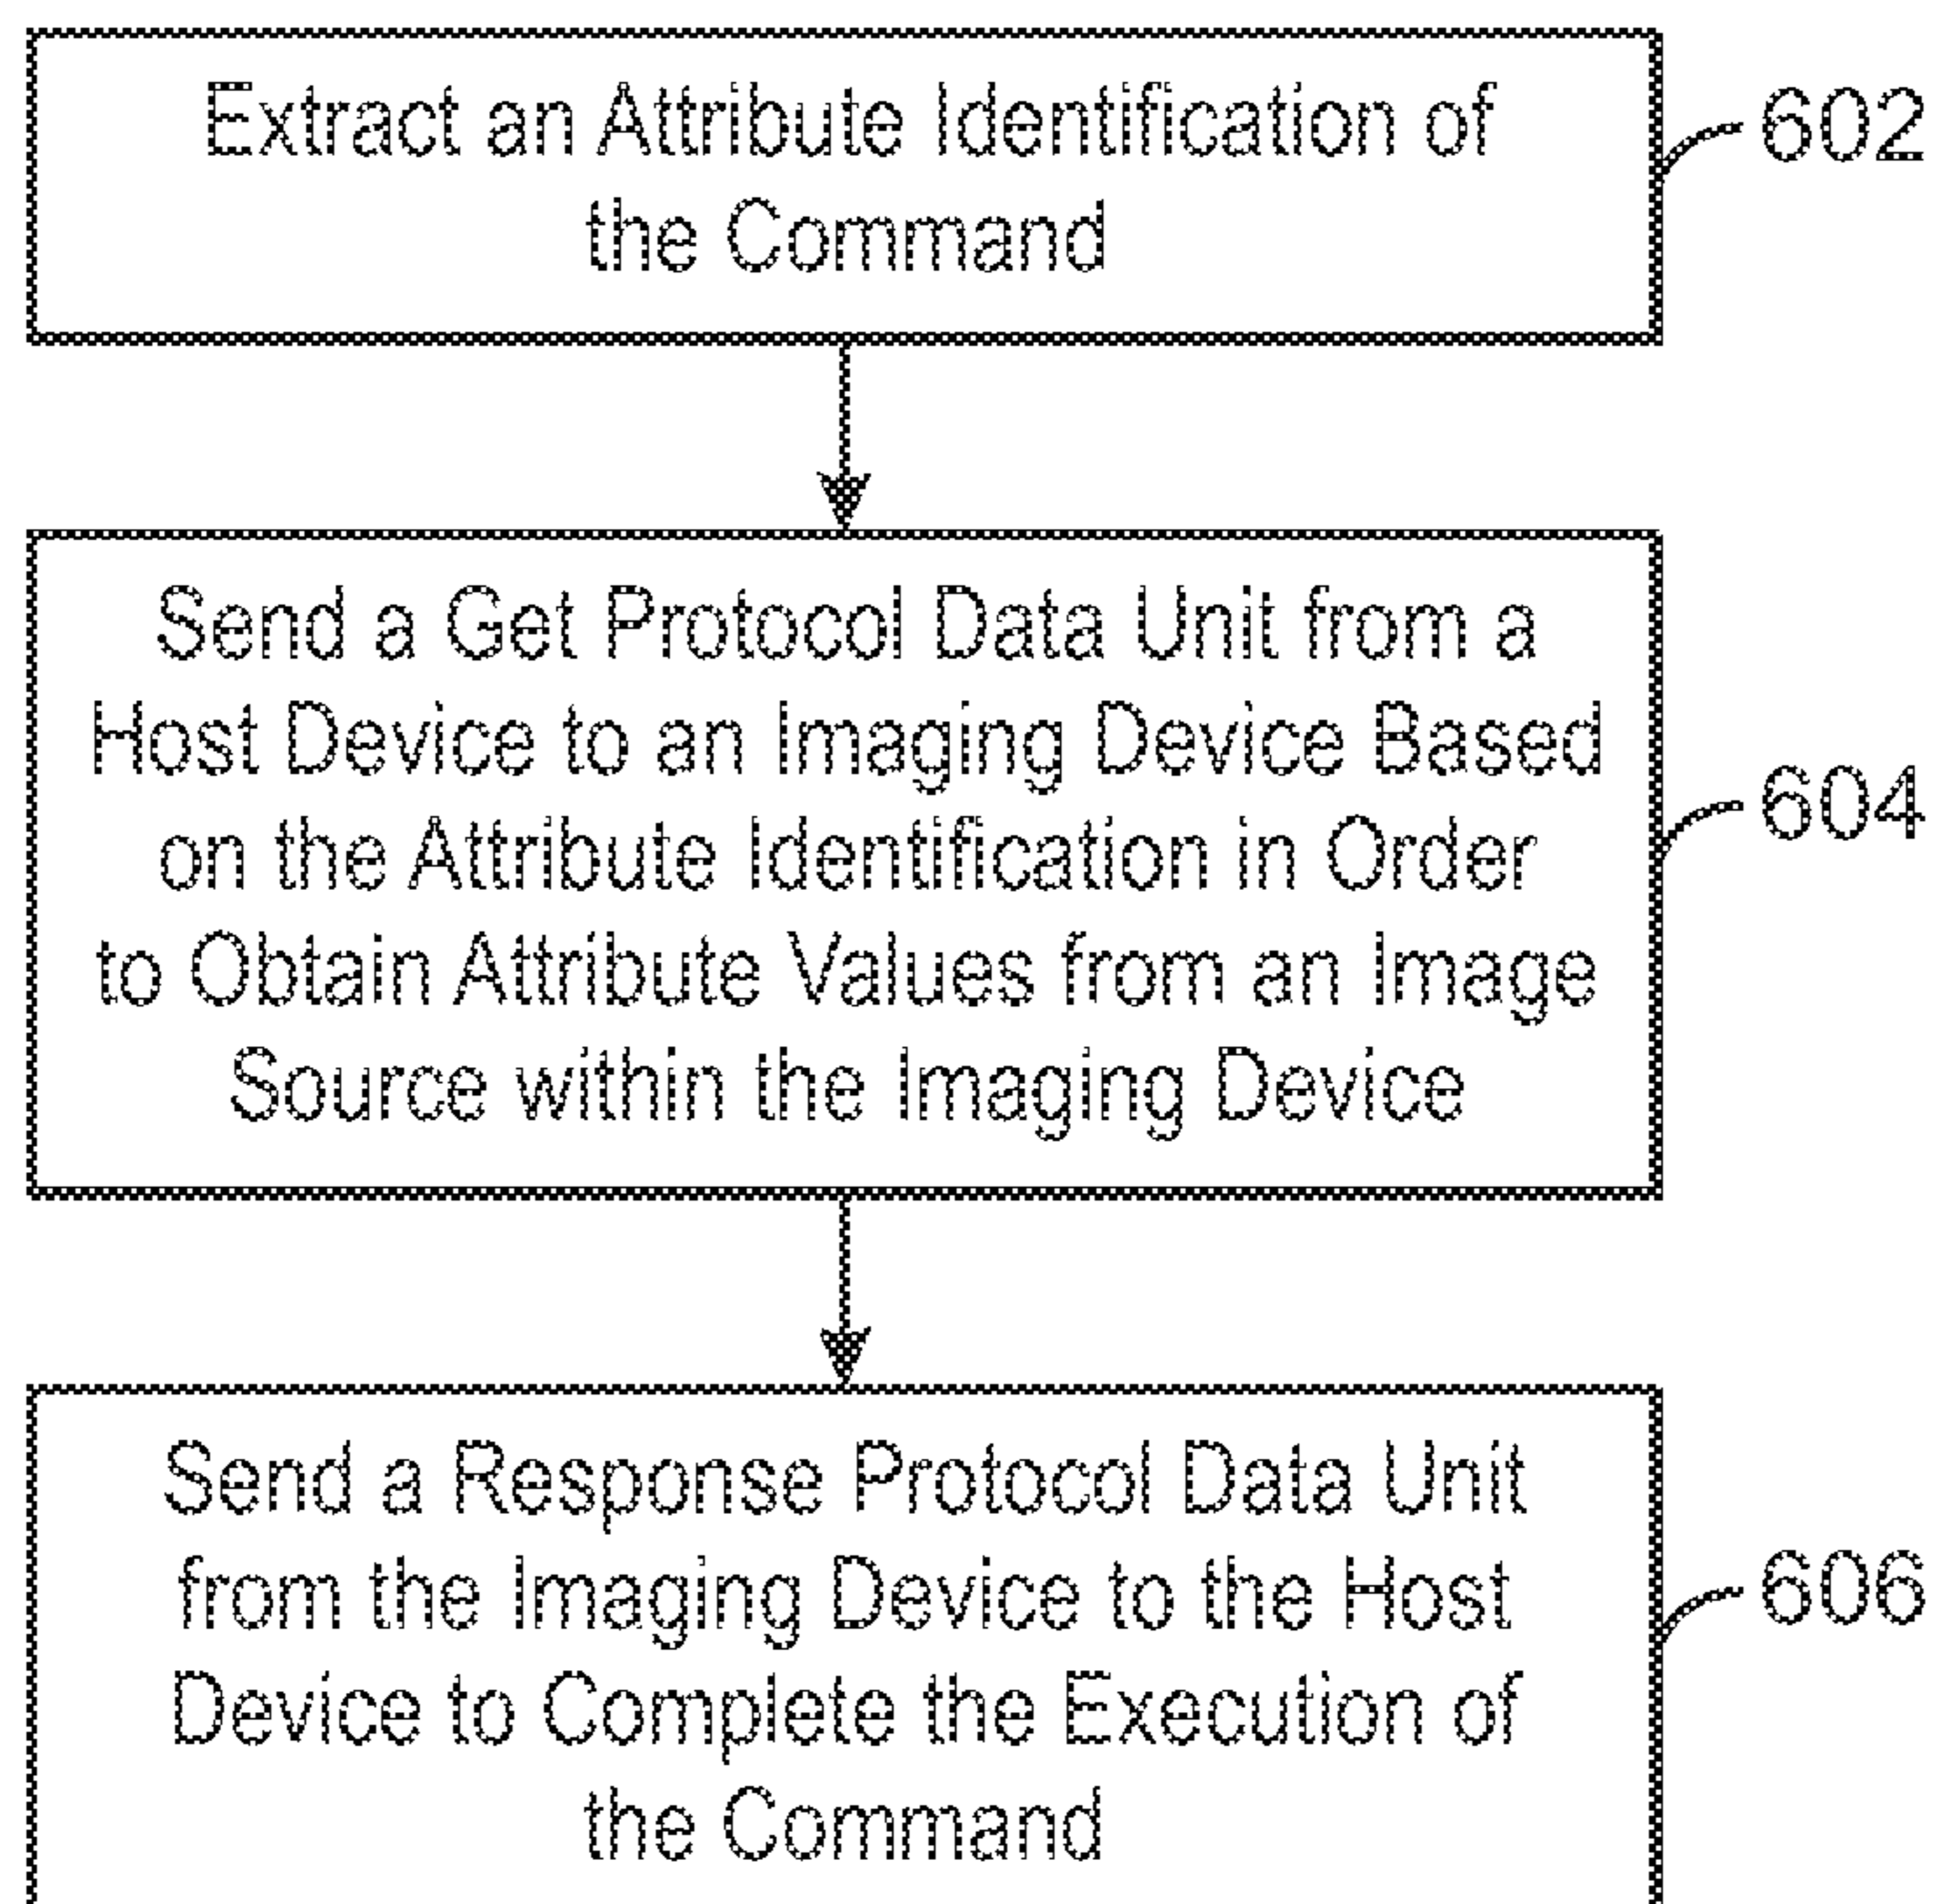 Extract an Attribute Identification of
the Command
602
Send a Get Protocol Data Unit from a
Host Device to an Imaging Device Based
on the Attribute Identification in Order
to Obtain Attribute Values from an Image
Source within the Imaging Device
604
Send a Response Protocol Data Unit
from the Imaging Device to the Host
Device to Complete the Execution of
the Command
606